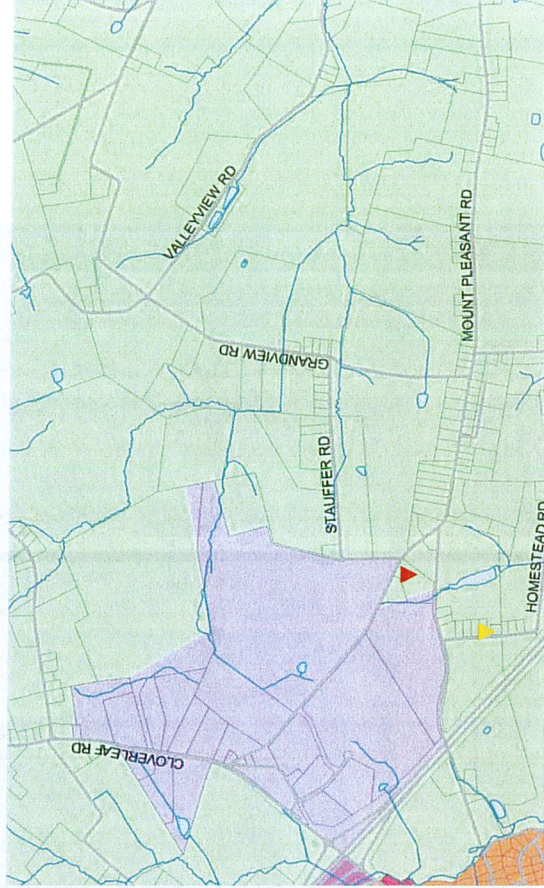 VALLEYVIEW RD
MOUNT PLEASANT RD
GRANDVIEW RD
STAUFFER RD
HOMESTEAD RD
CLOVERLEAF RD